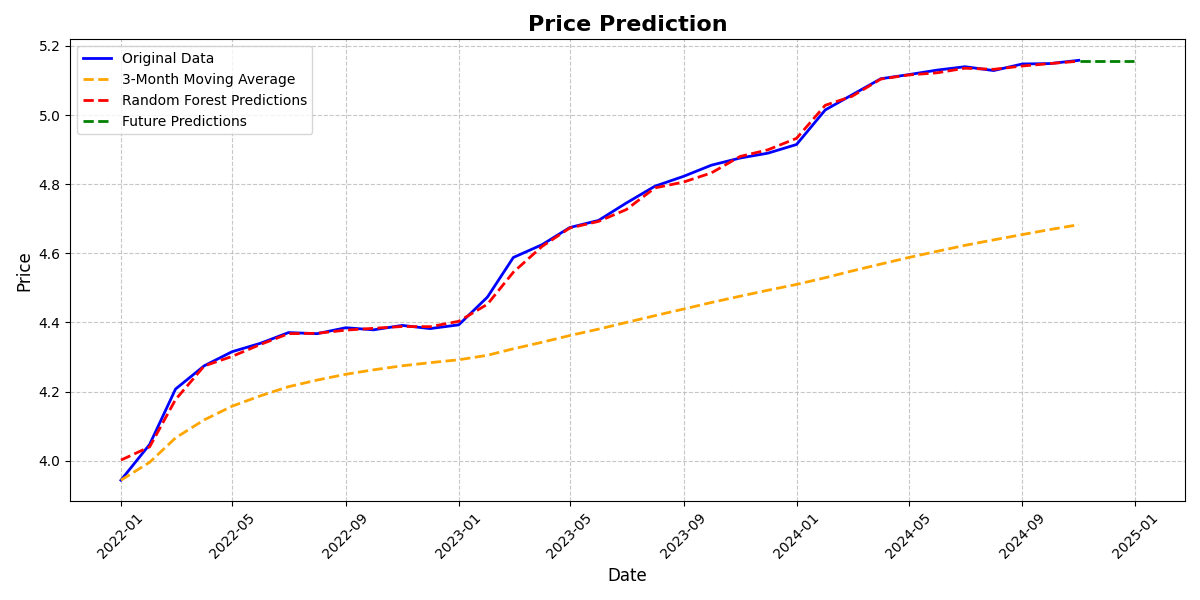 Price Prediction
Original Data
3-Month Moving Average
Random Forest Predictions
Future Predictions
Price
5.2
5.0
4.8
4.6
4.4
4.2
4.0
2022-01
2022-05
2022-09
2023-01
2023-05
2023-09
2024-01
2024-05
2024-09
2025-01
Date